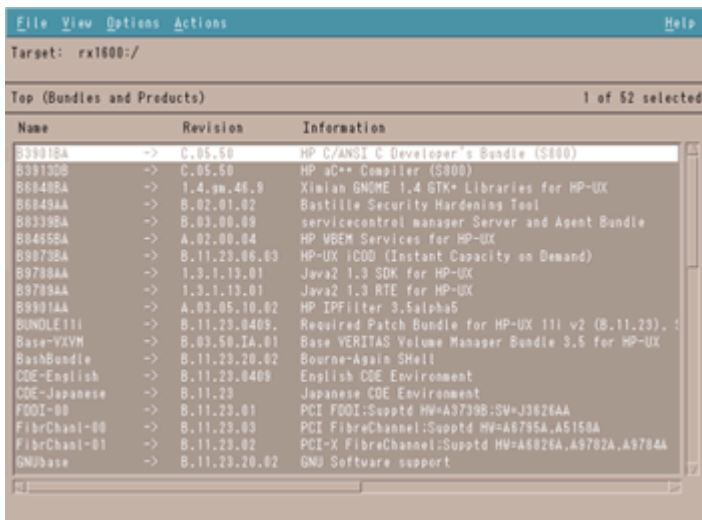 File View Options Actions Help
Target: rx1600:/
Top (Bundles and Products) 1 of 52 selected
Name Revision Information
B3901BA -> C.05.50 HP C/ANSI C Developer's Bundle (S800)
B3913DB -> C.05.50 HP aC++ Compiler (S800)
B6848BA -> 1.4.gm.46.9 Ximian GNOME 1.4 GTK+ Libraries for HP-UX
B6849AA -> B.02.01.02 Bastille Security Hardening Tool
B8339BA -> B.03.00.09 servicecontrol manager Server and Agent Bundle
B8465BA -> A.02.00.04 HP WBEM Services for HP-UX
B9073BA -> B.11.23.06.03 HP-UX iCOD (Instant Capacity on Demand)
B9788AA -> 1.3.1.13.01 Java2 1.3 SDK for HP-UX
B9789AA -> 1.3.1.13.01 Java2 1.3 RTE for HP-UX
B9901AA -> A.03.05.10.02 HP IPFilter 3.5alpha5
BUNDLE11i -> B.11.23.0409. Required Patch Bundle for HP-UX 11i v2 (B.11.23),
Base-VXVM -> B.03.50.IA.01 Base VERITAS Volume Manager Bundle 3.5 for HP-UX
BashBundle -> B.11.23.20.02 Bourne-Again SHell
CDE-English -> B.11.23.0409 English CDE Environment
CDE-Japanese -> B.11.23 Japanese CDE Environment
FDDI-00 -> B.11.23.01 PCI FDDI;Supptd HW=A3739B;SW=J3626AA
FibrChanl-00 -> B.11.23.03 PCI FibreChannel;Supptd HW=A6795A,A5158A
FibrChanl-01 -> B.11.23.02 PCI-X FibreChannel;Supptd HW=A6826A,A9782A,A9784A
GNUbase -> B.11.23.20.02 GNU Software support